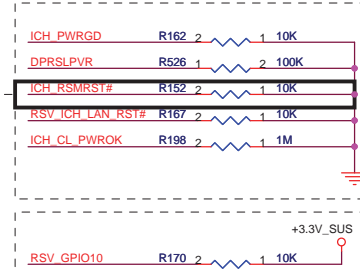 ICH_PWRGD R162 2 1 10K
DPRSLPVR R526 1 2 100K
ICH_RSMRST# R152 2 1 10K
RSV_ICH_LAN_RST# R167 2 1 10K
ICH_CL_PWROK R198 2 1 1M
+3.3V_SUS
RSV_GPIO10 R170 2 1 10K